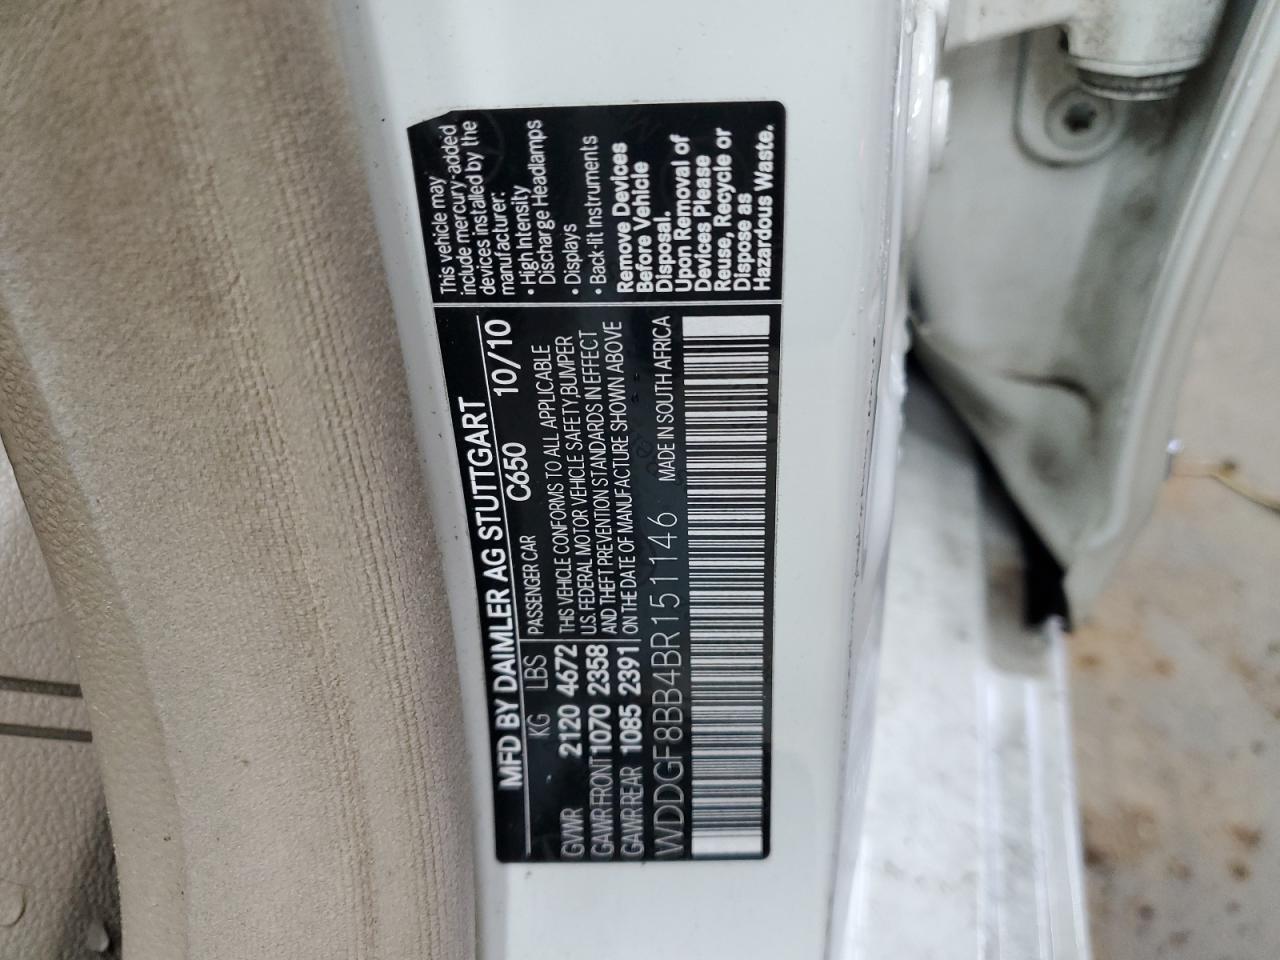 This vehicle may
include mercury-added
devices installed by the
manufacturer:
• High Intensity
Discharge Headlamps
• Displays
• Back-lit Instruments
Remove Devices
Before Vehicle
Disposal.
Upon Removal of
Devices Please
Reuse, Recycle or
Dispose as
Hazardous Waste.
MFD BY DAIMLER AG STUTTGART 10/10
KG LBS PASSENGER CAR C650
GVWR 2120 4672 THIS VEHICLE CONFORMS TO ALL APPLICABLE
U.S. FEDERAL MOTOR VEHICLE SAFETY,BUMPER
GAWR FRONT 1070 2358 AND THEFT PREVENTION STANDARDS IN EFFECT
GAWR REAR 1085 2391 ON THE DATE OF MANUFACTURE SHOWN ABOVE
WDDGF8BB4BR151146 MADE IN SOUTH AFRICA